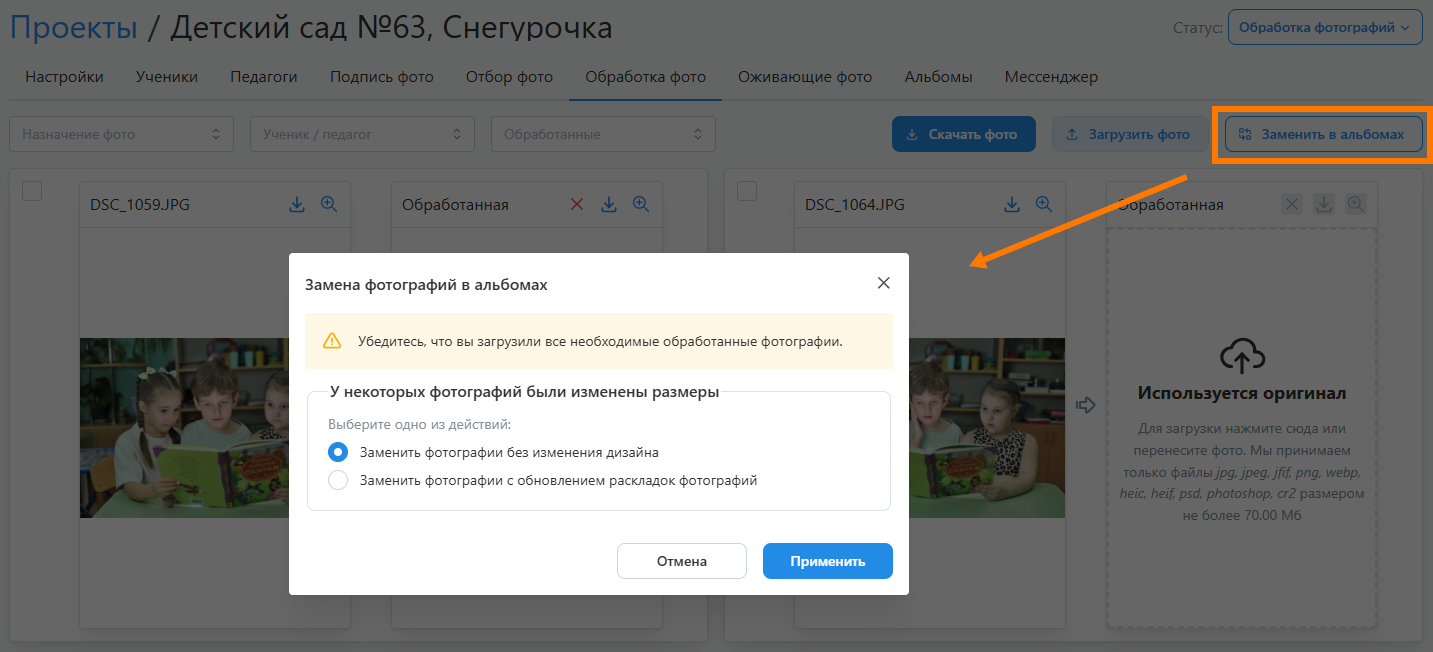 Проекты / Детский сад №63, Снегурочка
Статус: Обработка фотографий
Настройки Ученики Педагоги Подпись фото Отбор фото Обработка фото Оживающие фото Альбомы Мессенджер
Назначение фото Ученик / педагог Обработанные Скачать фото Загрузить фото Заменить в альбомах
DSC_1059.JPG Обработанная DSC_1064.JPG Обработанная
Замена фотографий в альбомах
Убедитесь, что вы загрузили все необходимые обработанные фотографии.
У некоторых фотографий были изменены размеры
Выберите одно из действий:
Заменить фотографии без изменения дизайна
Заменить фотографии с обновлением раскладок фотографий
Отмена Применить
Используется оригинал
Для загрузки нажмите сюда или
перенесите фото. Мы принимаем
только файлы jpg, jpeg, jfif, png, webp,
heic, heif, psd, photoshop, cr2 размером
не более 70.00 Мб